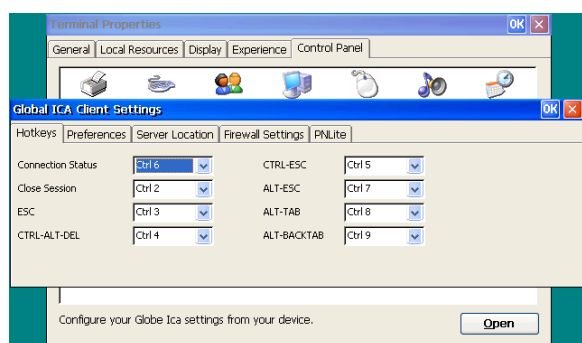 Terminal Properties OK
General Local Resources Display Experience Control Panel
Global ICA Client Settings OK
Hotkeys Preferences Server Location Firewall Settings PNLite
Connection Status Ctrl 6 CTRL-ESC Ctrl 5
Close Session Ctrl 2 ALT-ESC Ctrl 7
ESC Ctrl 3 ALT-TAB Ctrl 8
CTRL-ALT-DEL Ctrl 4 ALT-BACKTAB Ctrl 9
Configure your Globe Ica settings from your device. Open